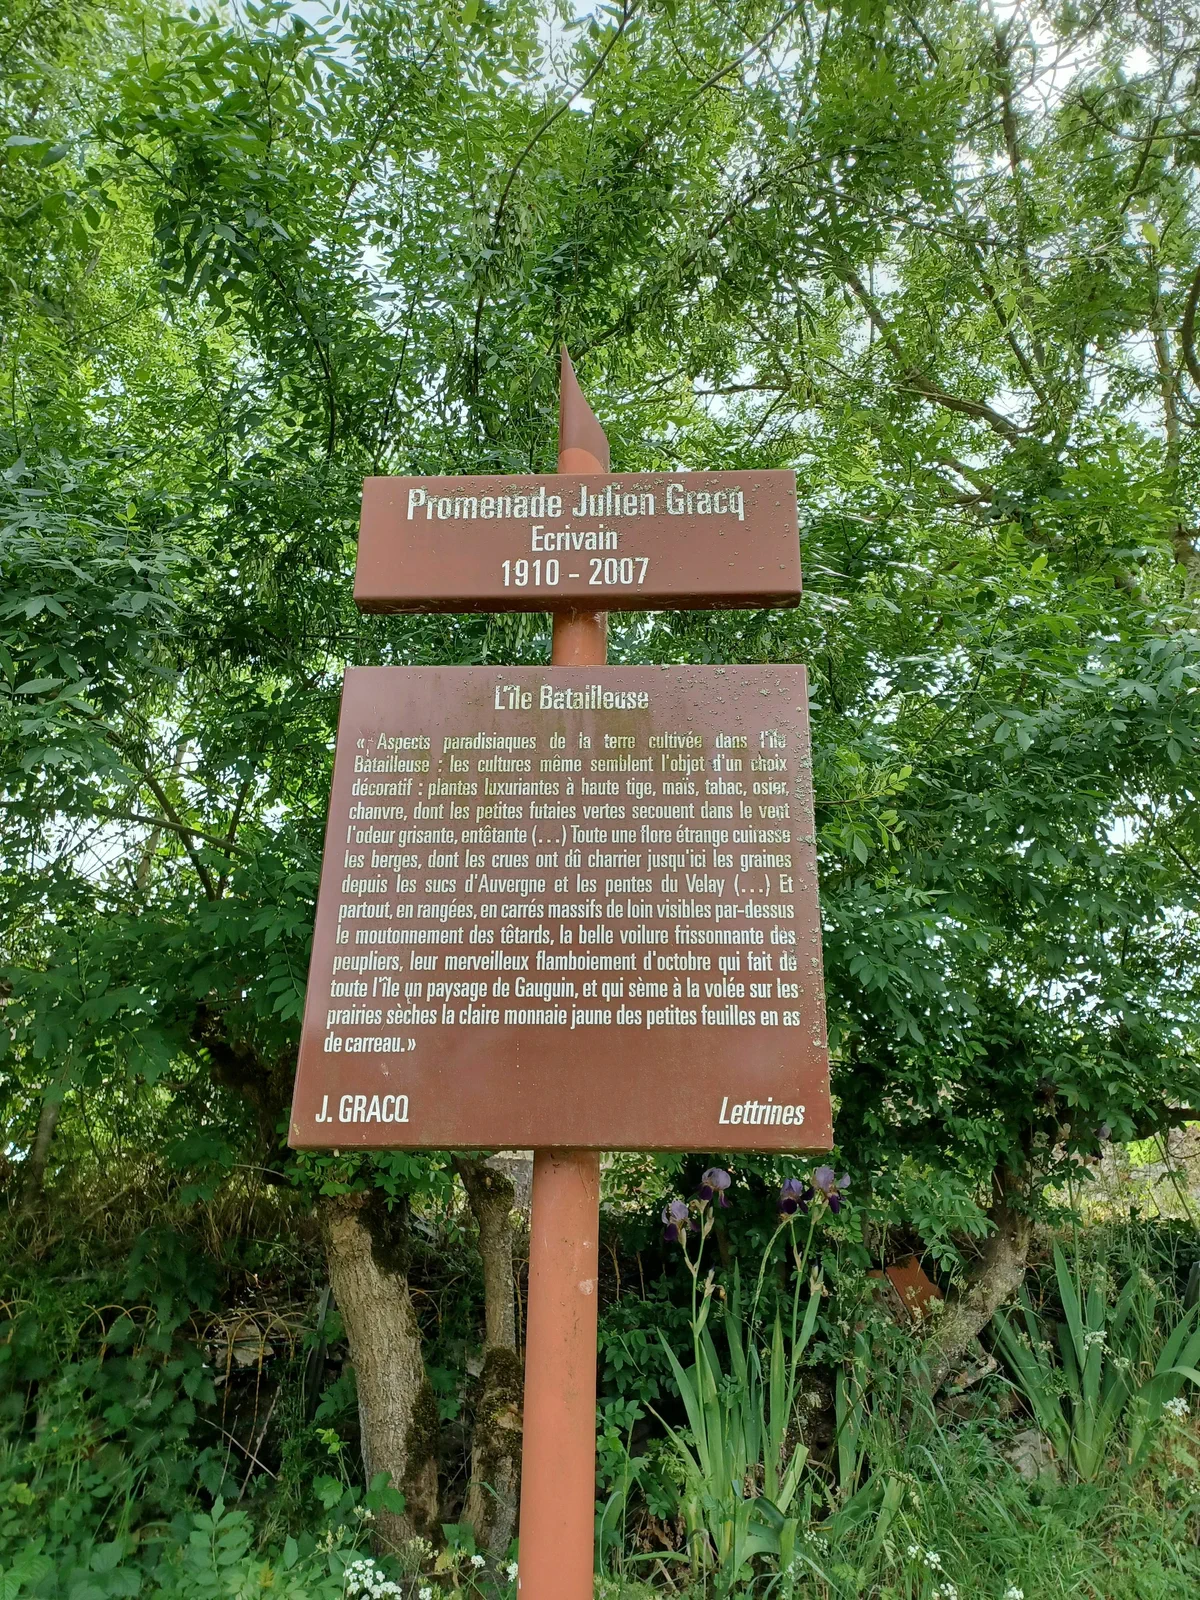 Promenade Julien Gracq
Ecrivain
1910 - 2007
L'île Batailleuse
« Aspects paradisiaques de la terre cultivée dans l'île
Batailleuse : les cultures même semblent l'objet d'un choix
décoratif : plantes luxuriantes à haute tige, maïs, tabac, osier,
chanvre, dont les petites futaies vertes secouent dans le vent
l'odeur grisante, entêtante (...) Toute une flore étrange cuirasse
les berges, dont les crues ont dû charrier jusqu'ici les graines
depuis les sucs d'Auvergne et les pentes du Velay (...) Et
partout, en rangées, en carrés massifs de loin visibles par-dessus
le moutonnement des têtards, la belle voilure frissonnante des
peupliers, leur merveilleux flamboiement d'octobre qui fait de
toute l'île un paysage de Gauguin, et qui sème à la volée sur les
prairies sèches la claire monnaie jaune des petites feuilles en as
de carreau.»
J. GRACQ
Lettrines